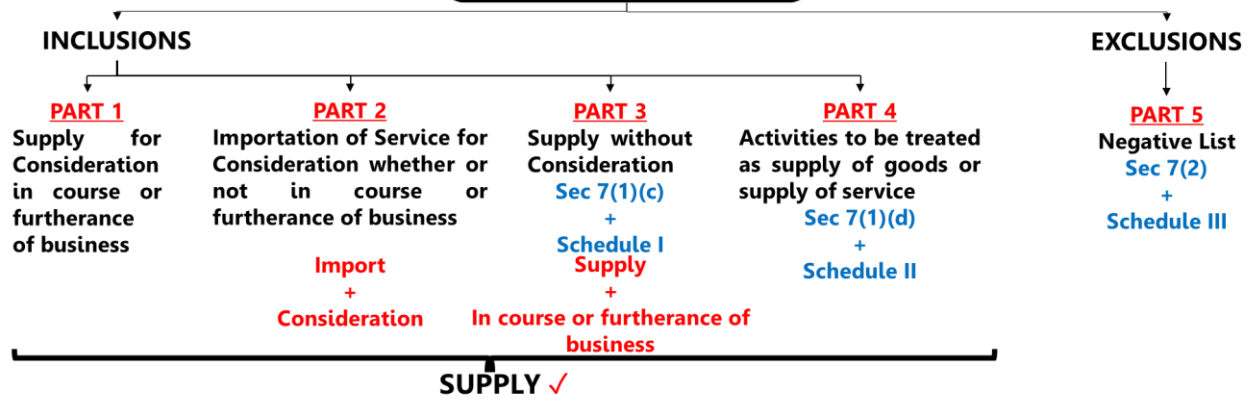 INCLUSIONS
EXCLUSIONS
PART 1
Supply for
Consideration
in course or
furtherance
of business
PART 2
Importation of Service for
Consideration whether or
not in course or
furtherance of business
Import
+
Consideration
PART 3
Supply without
Consideration
Sec 7(1)(c)
+
Schedule I
Supply
+
In course or furtherance of
business
PART 4
Activities to be treated
as supply of goods or
supply of service
Sec 7(1)(d)
+
Schedule II
PART 5
Negative List
Sec 7(2)
+
Schedule III
SUPPLY ✓